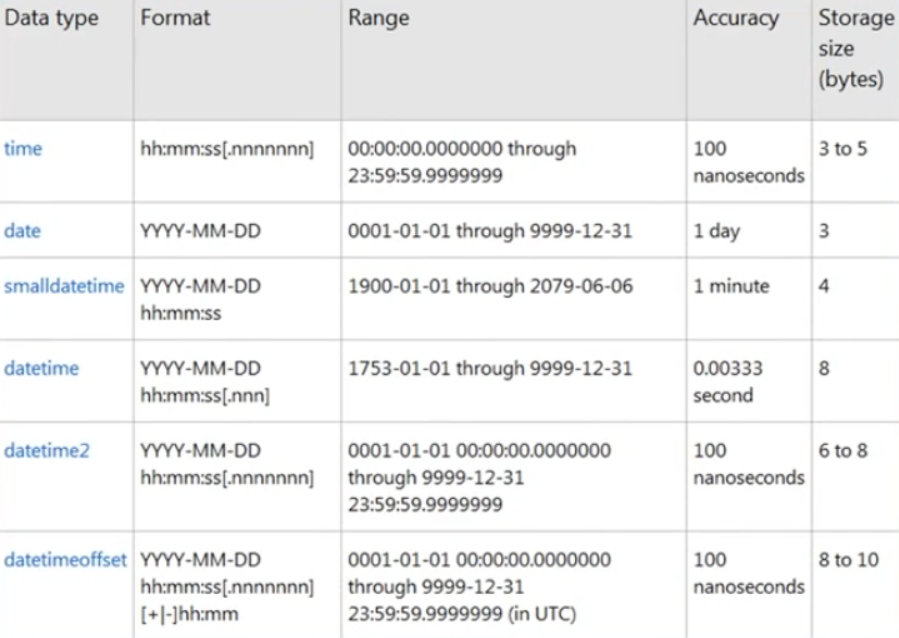 Data type Format Range Accuracy Storage
size
(bytes)
time hh:mm:ss[.nnnnnnn] 00:00:00.0000000 through 100 3 to 5
23:59:59.9999999 nanoseconds
date YYYY-MM-DD 0001-01-01 through 9999-12-31 1 day 3
smalldatetime YYYY-MM-DD 1900-01-01 through 2079-06-06 1 minute 4
hh:mm:ss
datetime YYYY-MM-DD 1753-01-01 through 9999-12-31 0.00333 8
hh:mm:ss[.nnn] second
datetime2 YYYY-MM-DD 0001-01-01 00:00:00.0000000 100 6 to 8
hh:mm:ss[.nnnnnnn] through 9999-12-31 nanoseconds
23:59:59.9999999
datetimeoffset YYYY-MM-DD 0001-01-01 00:00:00.0000000 100 8 to 10
hh:mm:ss[.nnnnnnn] through 9999-12-31 nanoseconds
[+|-]hh:mm 23:59:59.9999999 (in UTC)